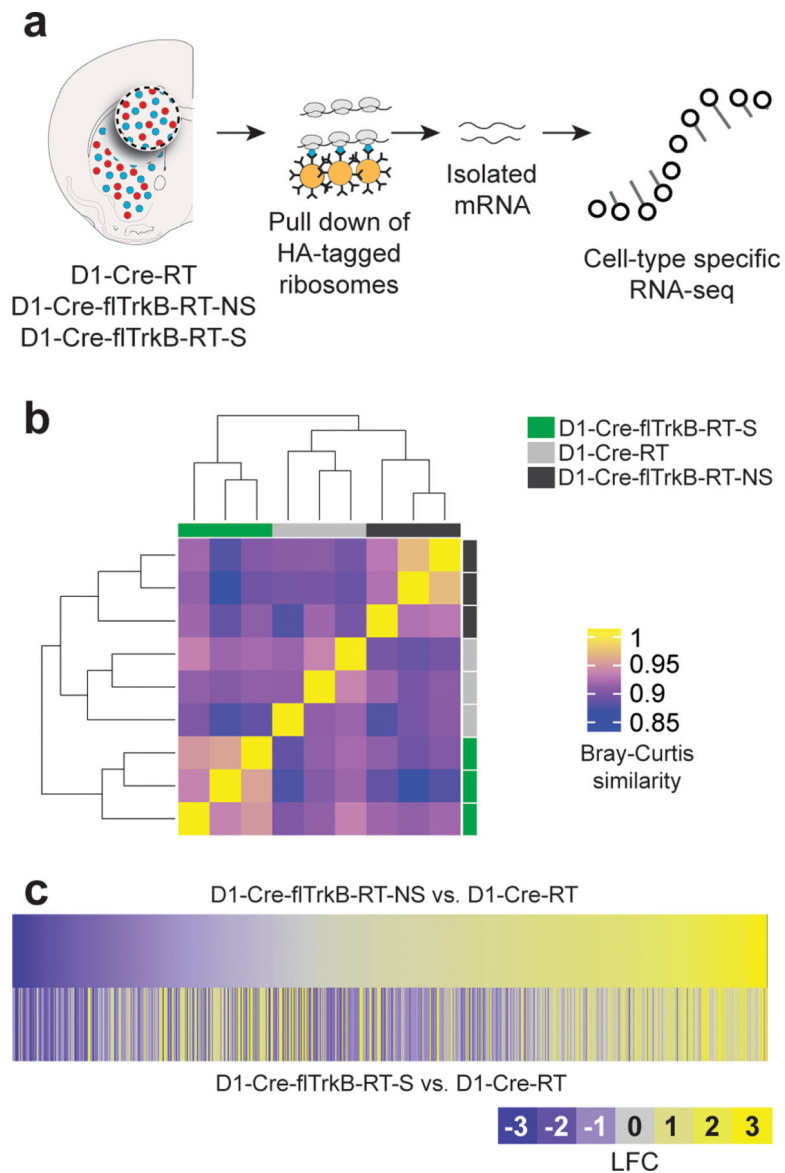 a
D1-Cre-RT
D1-Cre-flTrkB-RT-NS
D1-Cre-flTrkB-RT-S
Pull down of
HA-tagged
ribosomes
Isolated
mRNA
Cell-type specific
RNA-seq
b
D1-Cre-flTrkB-RT-S
D1-Cre-RT
D1-Cre-flTrkB-RT-NS
1
0.95
0.9
0.85
Bray-Curtis
similarity
c
D1-Cre-flTrkB-RT-NS vs. D1-Cre-RT
D1-Cre-flTrkB-RT-S vs. D1-Cre-RT
-3 -2 -1 0 1 2 3
LFC